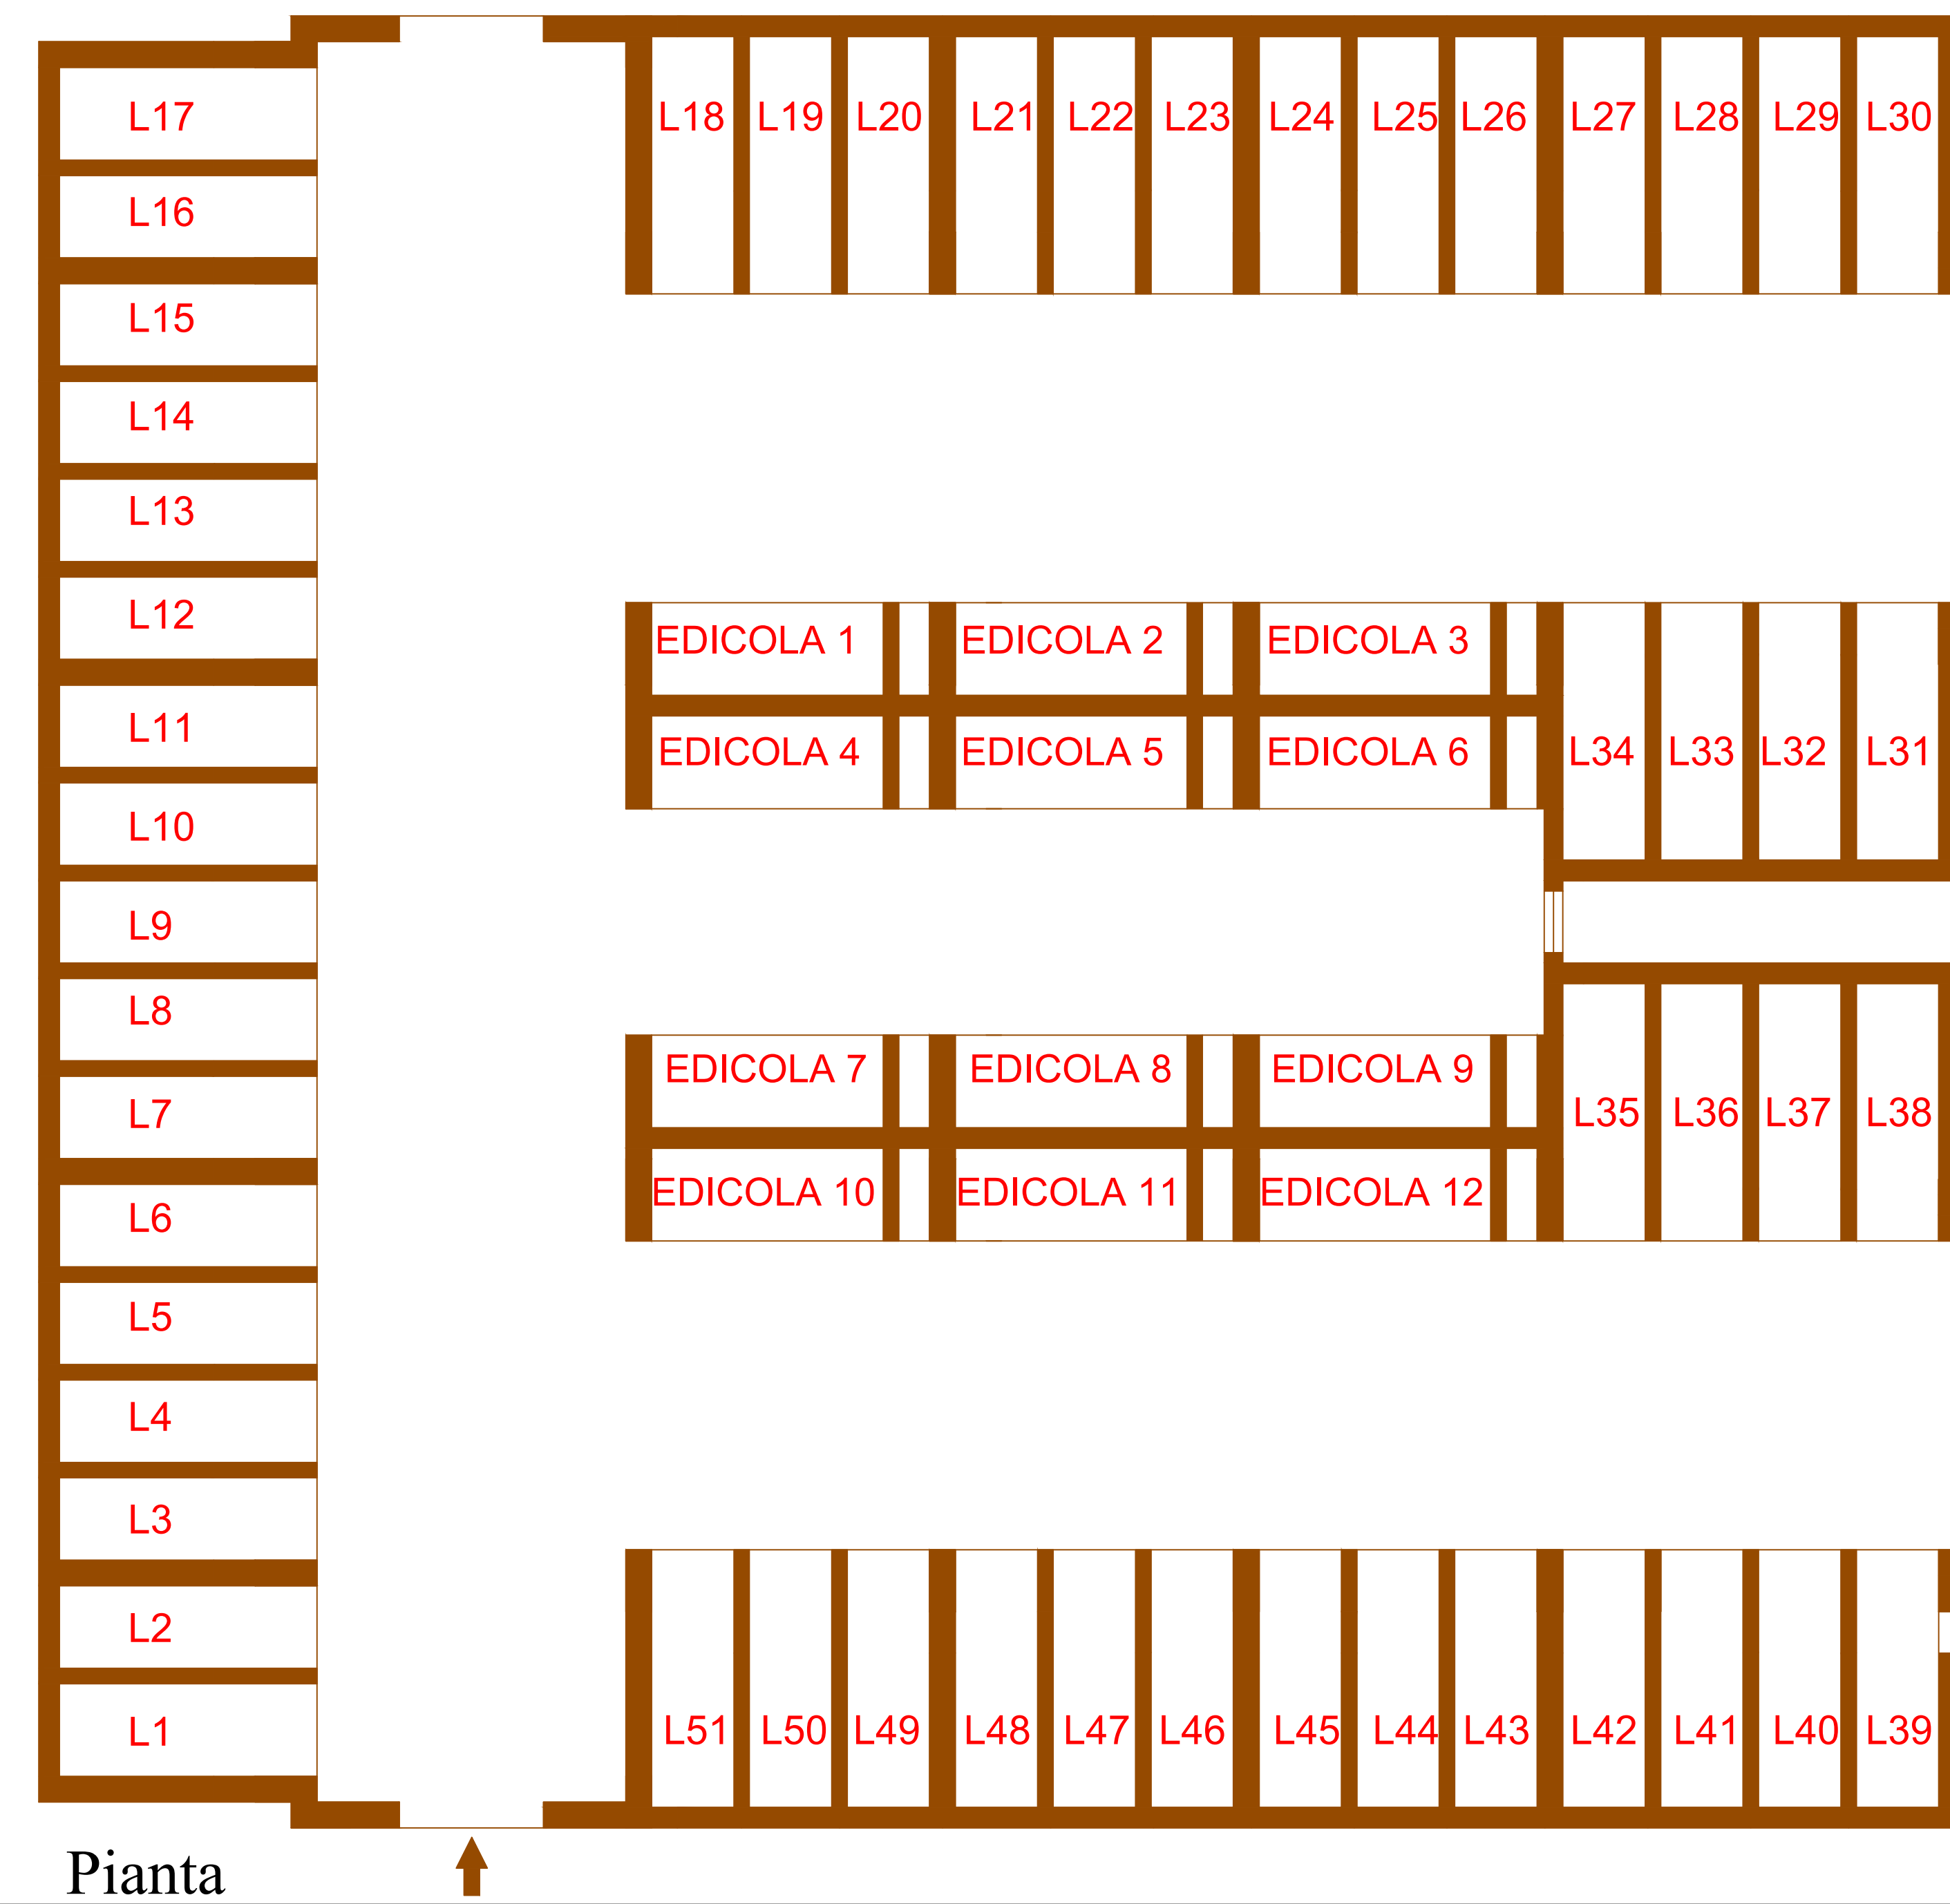 L17 L18 L19 L20 L21 L22 L23 L24 L25 L26 L27 L28 L29 L30
L16
L15
L14
L13
L12
EDICOLA 1 EDICOLA 2 EDICOLA 3
L11
EDICOLA 4 EDICOLA 5 EDICOLA 6 L34 L33 L32 L31
L10
L9
L8
EDICOLA 7 EDICOLA 8 EDICOLA 9
L7 L35 L36 L37 L38
EDICOLA 10 EDICOLA 11 EDICOLA 12
L6
L5
L4
L3
L2
L1 L51 L50 L49 L48 L47 L46 L45 L44 L43 L42 L41 L40 L39
Pianta